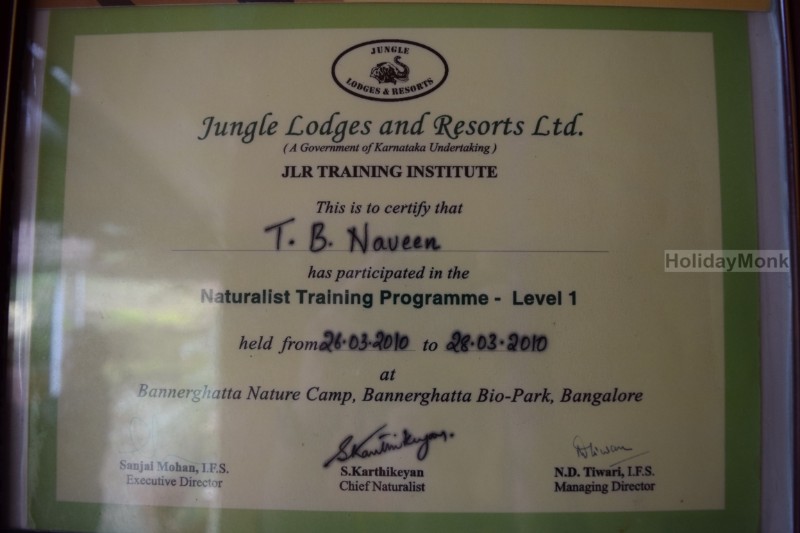 JUNGLE
LODGES & RESORTS
Jungle Lodges and Resorts Ltd.
( A Government of Karnataka Undertaking )
JLR TRAINING INSTITUTE
This is to certify that
T. B. Naveen
HolidayMonk
has participated in the
Naturalist Training Programme - Level 1
held from 26.03.2010 to 28.03.2010
at
Bannerghatta Nature Camp, Bannerghatta Bio-Park, Bangalore
S.Karthikeyan.
Sanjai Mohan, I.F.S. S.Karthikeyan N.D. Tiwari, I.F.S.
Executive Director Chief Naturalist Managing Director